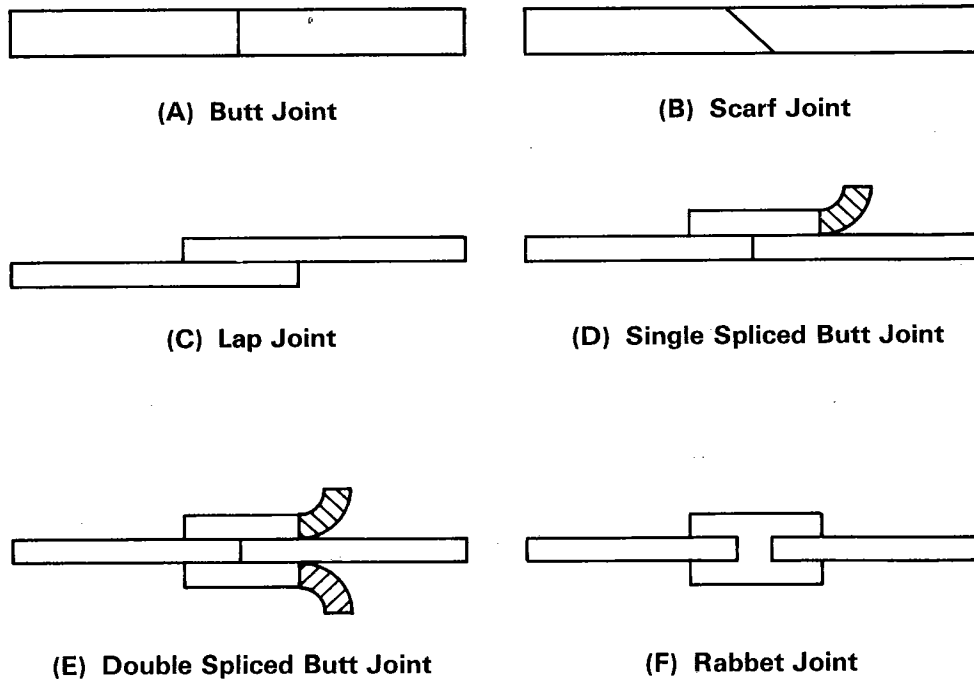 (A) Butt Joint
(B) Scarf Joint
(C) Lap Joint
(D) Single Spliced Butt Joint
(E) Double Spliced Butt Joint
(F) Rabbet Joint